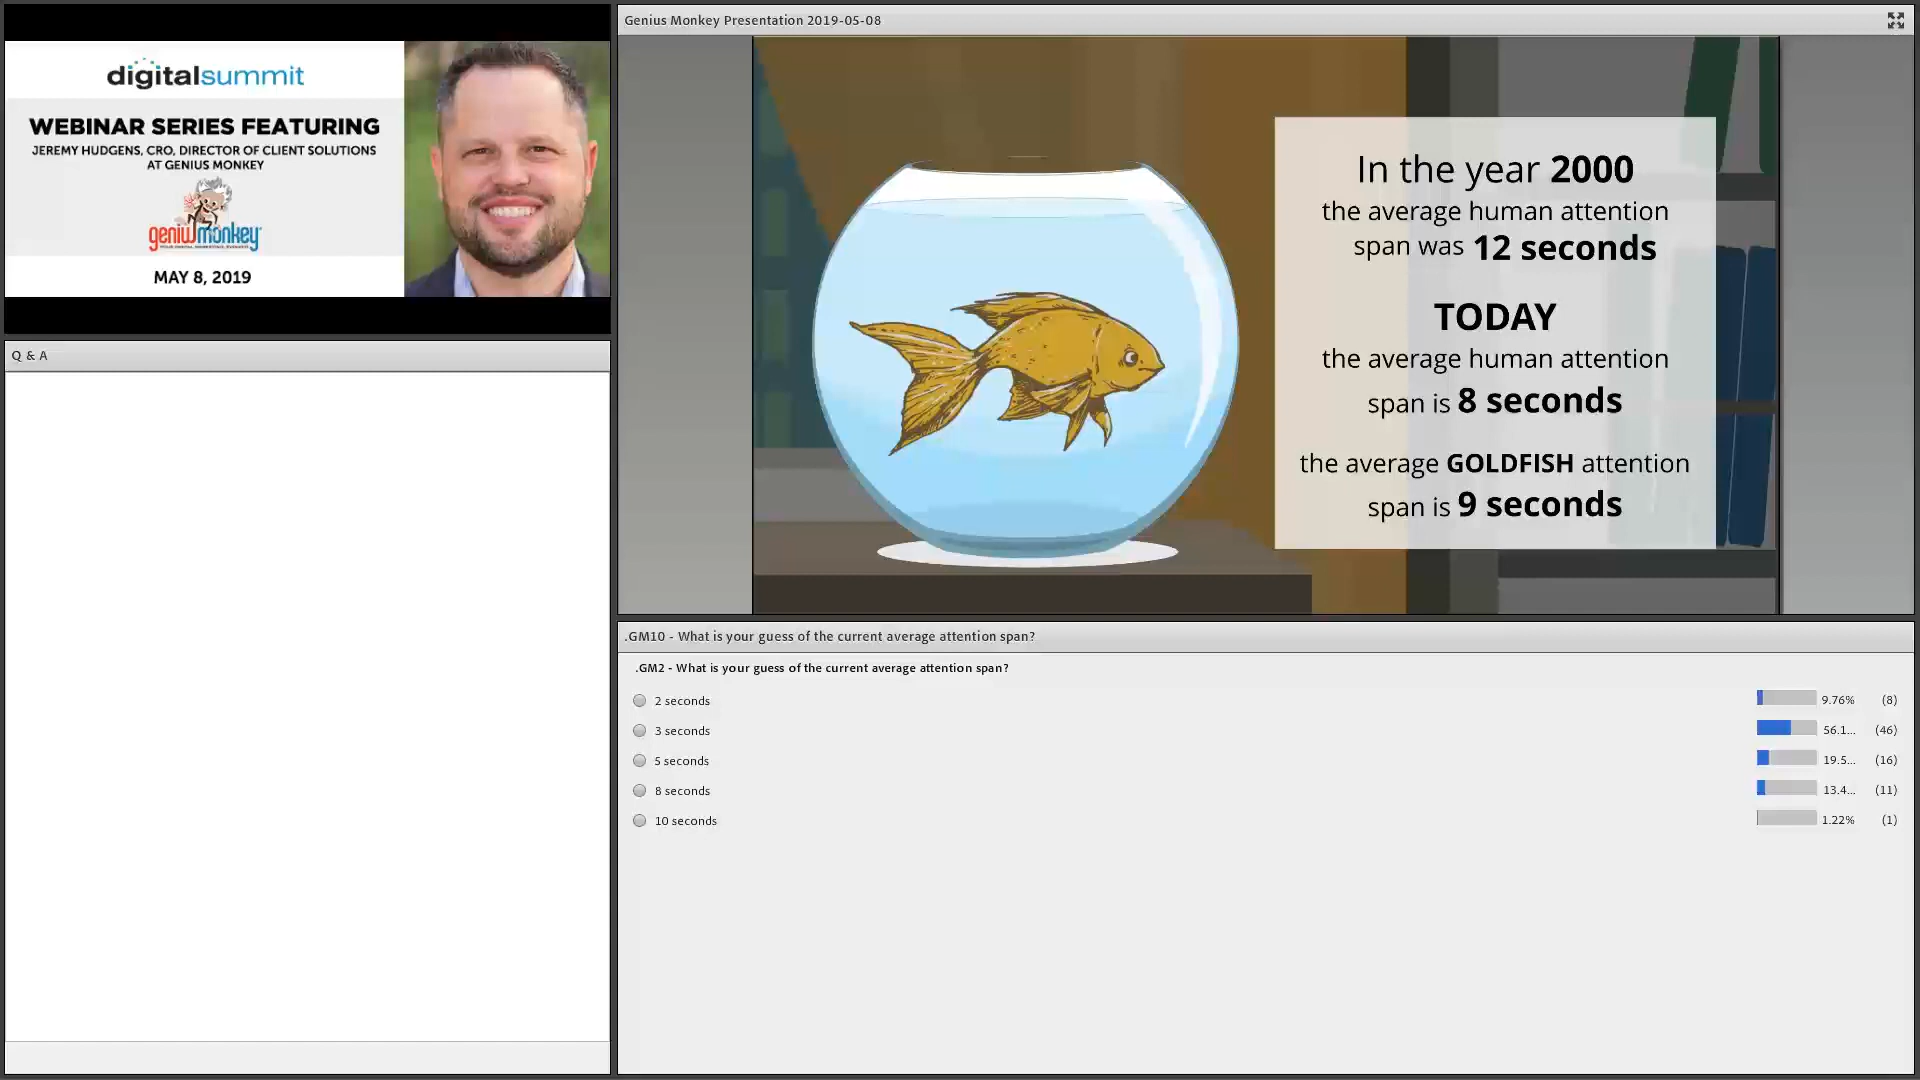 digitalsummit
WEBINAR SERIES FEATURING
JEREMY HUDGENS, CRO, DIRECTOR OF CLIENT SOLUTIONS
AT GENIUS MONKEY
geniusmonkey
MAY 8, 2019
Q & A
Genius Monkey Presentation 2019-05-08
In the year 2000
the average human attention
span was 12 seconds
TODAY
the average human attention
span is 8 seconds
the average GOLDFISH attention
span is 9 seconds
.GM10 - What is your guess of the current average attention span?
.GM2 - What is your guess of the current average attention span?
2 seconds 9.76% (8)
3 seconds 56.1... (46)
5 seconds 19.5... (16)
8 seconds 13.4... (11)
10 seconds 1.22% (1)